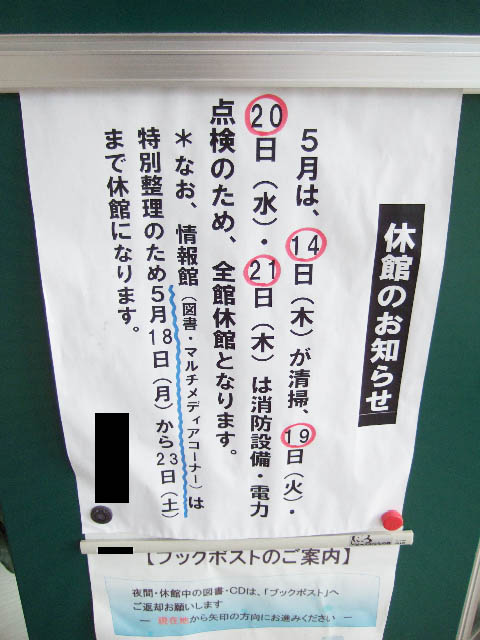 休館のお知らせ
5月は、14日（木）が清掃、19日（火）・
20日（水）・21日（木）は消防設備・電力
点検のため、全館休館となります。
＊なお、情報館（図書・マルチメディアコーナー）は
特別整理のため5月18日（月）から23日（土）
まで休館になります。
【ブックポストのご案内】
夜間・休館中の図書・CDは、「ブックポスト」へ
ご返却お願いします
― 現在地から矢印の方向にお進みください ―